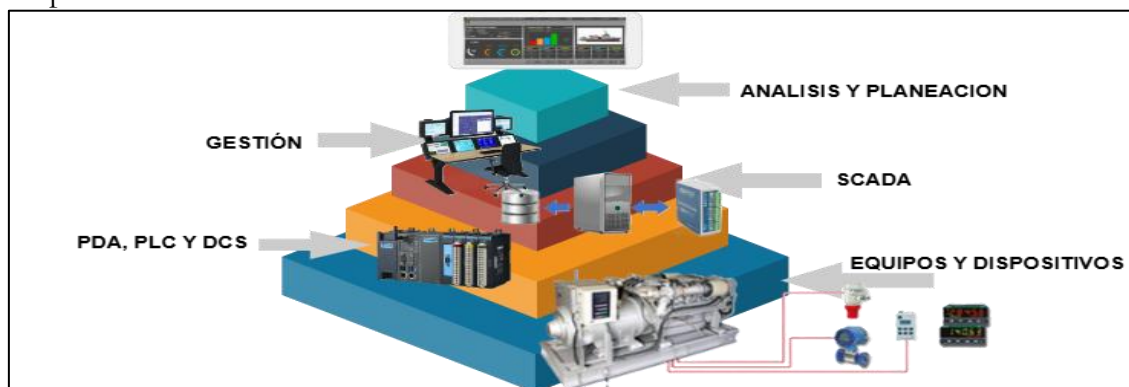 ANALISIS Y PLANEACION
GESTIÓN
SCADA
PDA, PLC Y DCS
EQUIPOS Y DISPOSITIVOS